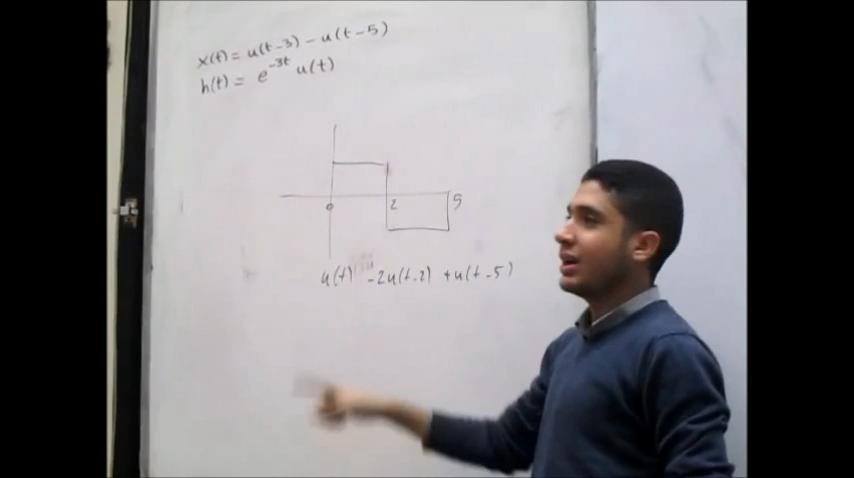 x(t) = u(t-3) - u(t-5)
h(t) = e^-3t u(t)
0 2 5
u(t) -2u(t-2) +u(t-5)